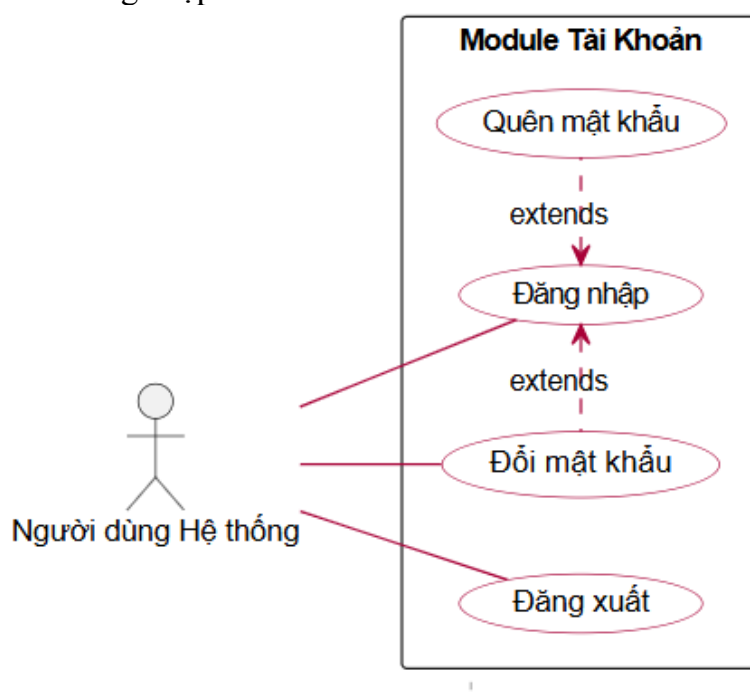 Module Tài Khoản
Quên mật khẩu
extends
Đăng nhập
extends
Đổi mật khẩu
Người dùng Hệ thống
Đăng xuất